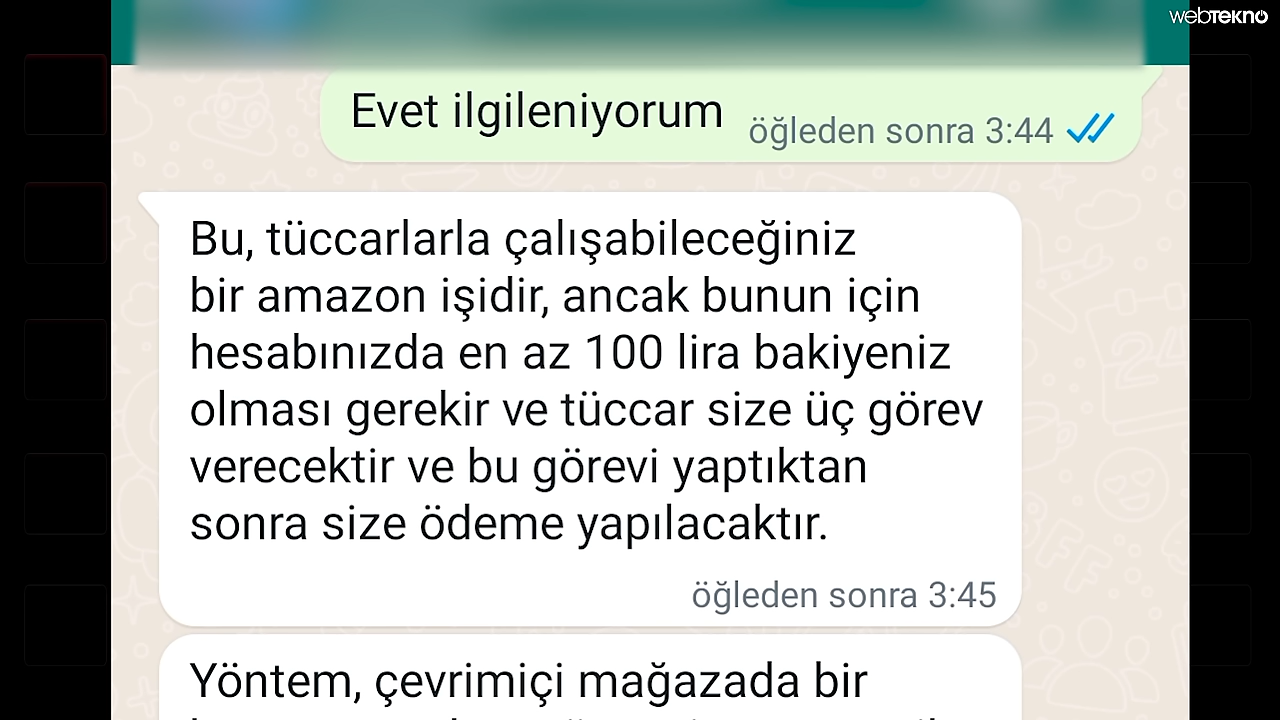 webtekno
Evet ilgileniyorum
öğleden sonra 3:44
Bu, tüccarlarla çalışabileceğiniz
bir amazon işidir, ancak bunun için
hesabınızda en az 100 lira bakiyeniz
olması gerekir ve tüccar size üç görev
verecektir ve bu görevi yaptıktan
sonra size ödeme yapılacaktır.
öğleden sonra 3:45
Yöntem, çevrimiçi mağazada bir